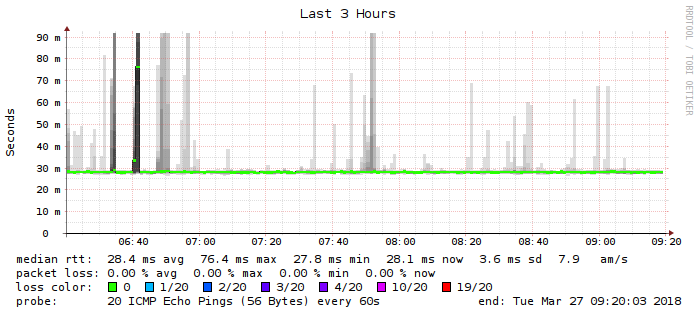 Last 3 Hours
RRDTOOL / TOBI OETIKER
Seconds
90 m
80 m
70 m
60 m
50 m
40 m
30 m
20 m
10 m
0
06:40 07:00 07:20 07:40 08:00 08:20 08:40 09:00 09:20
median rtt: 28.4 ms avg 76.4 ms max 27.8 ms min 28.1 ms now 3.6 ms sd 7.9 am/s
packet loss: 0.00 % avg 0.00 % max 0.00 % min 0.00 % now
loss color: 0 1/20 2/20 3/20 4/20 10/20 19/20
probe: 20 ICMP Echo Pings (56 Bytes) every 60s end: Tue Mar 27 09:20:03 2018